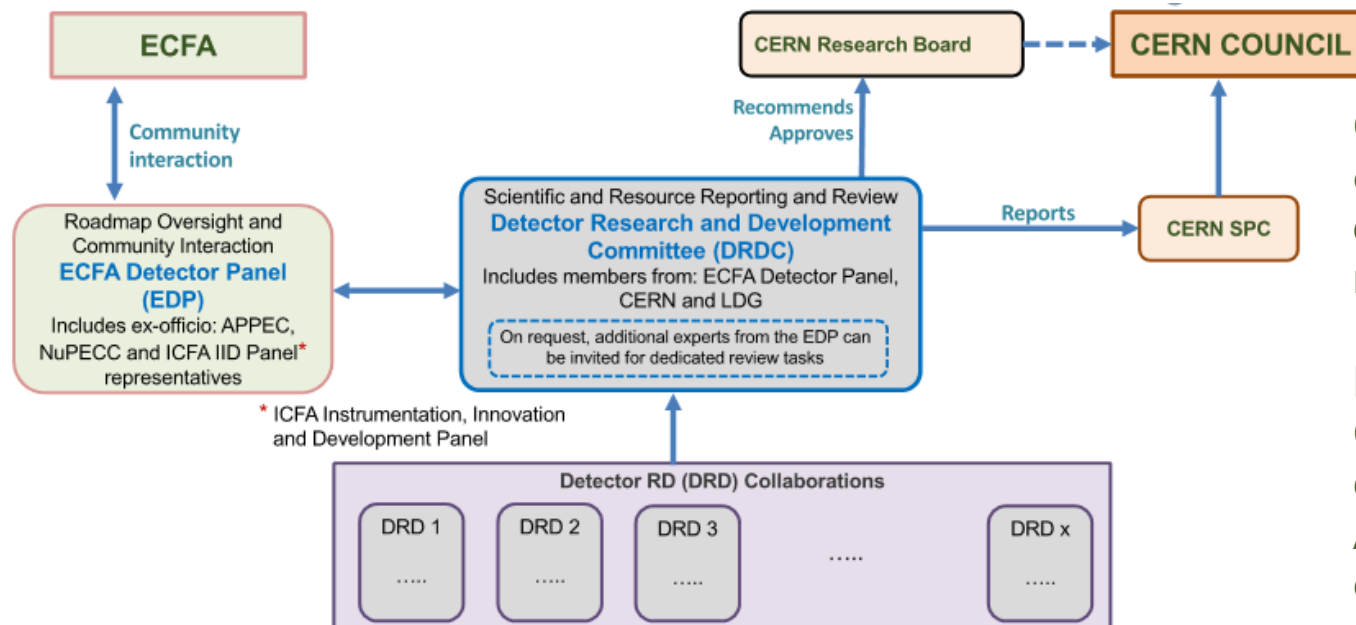 ECFA
CERN Research Board
CERN COUNCIL
Community
interaction
Recommends
Approves
Roadmap Oversight and
Community Interaction
ECFA Detector Panel
(EDP)
Includes ex-officio: APPEC,
NuPECC and ICFA IID Panel*
representatives
Scientific and Resource Reporting and Review
Detector Research and Development
Committee (DRDC)
Includes members from: ECFA Detector Panel,
CERN and LDG
On request, additional experts from the EDP can
be invited for dedicated review tasks
Reports
CERN SPC
* ICFA Instrumentation, Innovation
and Development Panel
Detector RD (DRD) Collaborations
DRD 1
.....
DRD 2
.....
DRD 3
.....
.....
DRD x
.....